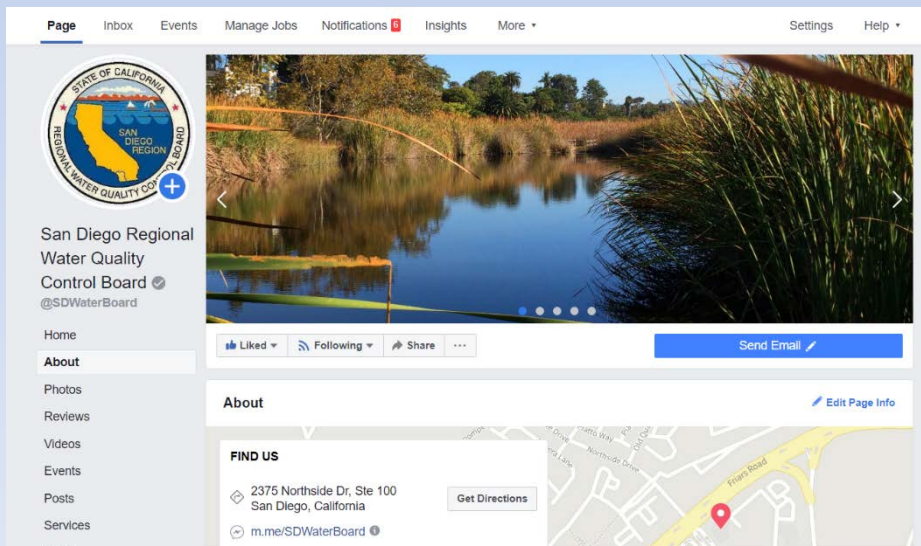 Page Inbox Events Manage Jobs Notifications 6 Insights More Settings Help
STATE OF CALIFORNIA
SAN
DIEGO
REGION
REGIONAL WATER QUALITY CONTROL BOARD
San Diego Regional
Water Quality
Control Board
@SDWaterBoard
Home
About
Photos
Reviews
Videos
Events
Posts
Services
Liked Following Share ... Send Email
About Edit Page Info
FIND US
2375 Northside Dr, Ste 100
San Diego, California
Get Directions
m.me/SDWaterBoard
Northside Drive
Friars Road